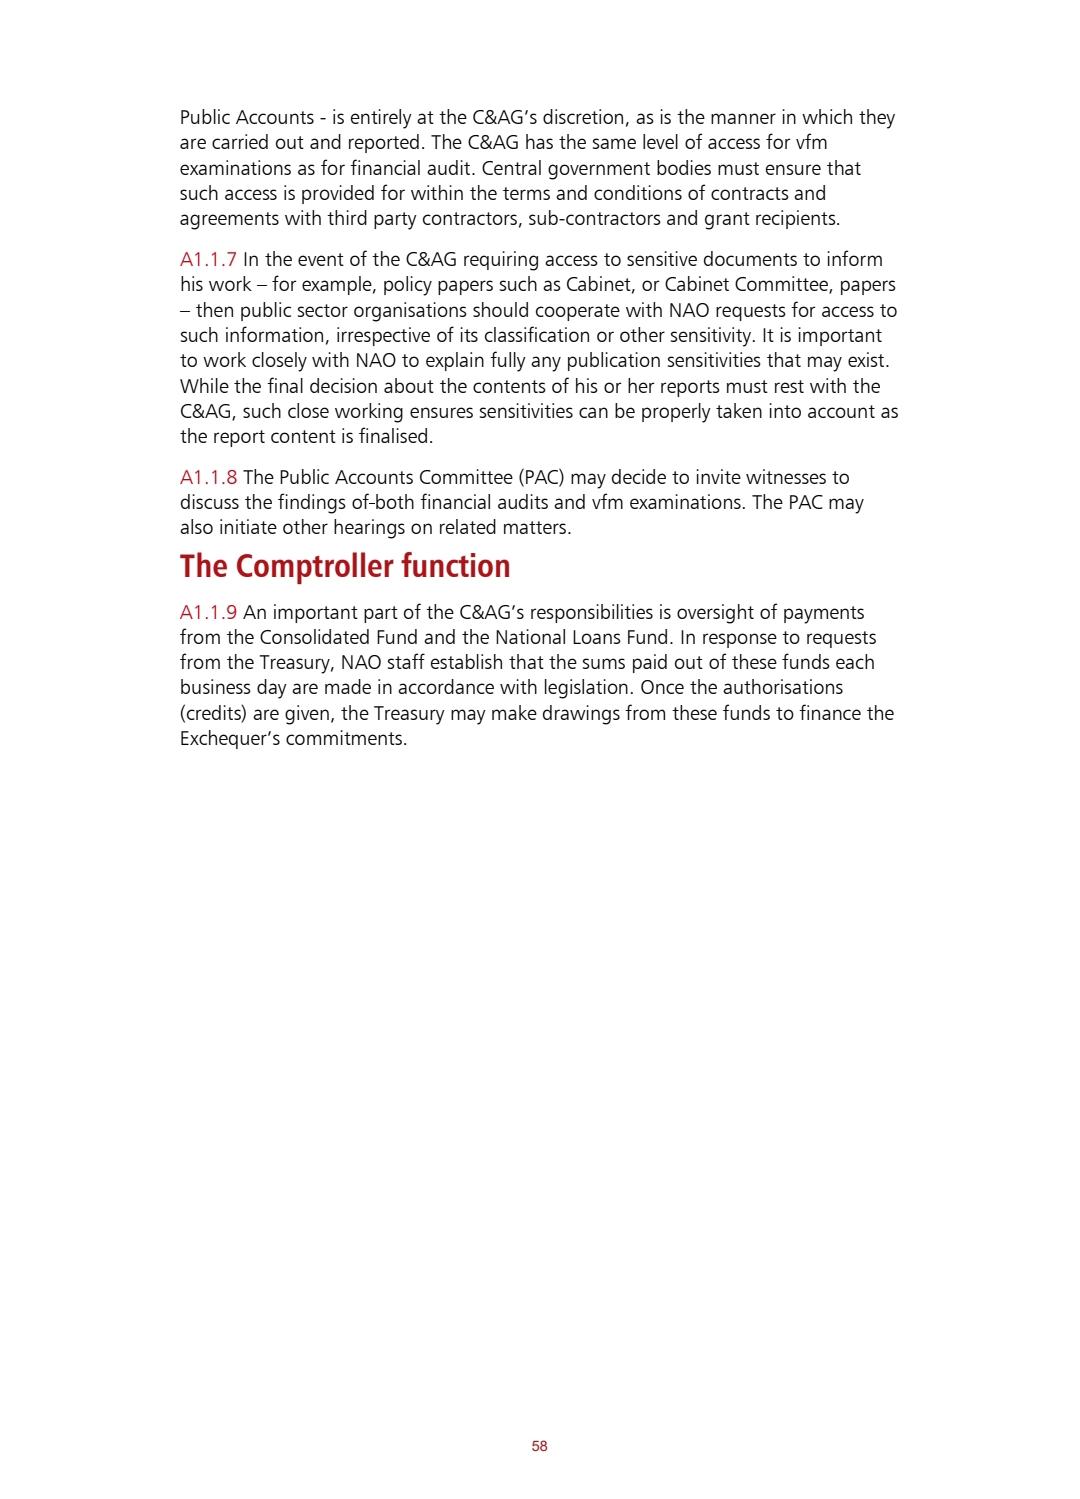 Public Accounts - is entirely at the C&AG’s discretion, as is the manner in which they
are carried out and reported. The C&AG has the same level of access for vfm
examinations as for financial audit. Central government bodies must ensure that
such access is provided for within the terms and conditions of contracts and
agreements with third party contractors, sub-contractors and grant recipients.
A1.1.7 In the event of the C&AG requiring access to sensitive documents to inform
his work – for example, policy papers such as Cabinet, or Cabinet Committee, papers
– then public sector organisations should cooperate with NAO requests for access to
such information, irrespective of its classification or other sensitivity. It is important
to work closely with NAO to explain fully any publication sensitivities that may exist.
While the final decision about the contents of his or her reports must rest with the
C&AG, such close working ensures sensitivities can be properly taken into account as
the report content is finalised.
A1.1.8 The Public Accounts Committee (PAC) may decide to invite witnesses to
discuss the findings of-both financial audits and vfm examinations. The PAC may
also initiate other hearings on related matters.
The Comptroller function
A1.1.9 An important part of the C&AG’s responsibilities is oversight of payments
from the Consolidated Fund and the National Loans Fund. In response to requests
from the Treasury, NAO staff establish that the sums paid out of these funds each
business day are made in accordance with legislation. Once the authorisations
(credits) are given, the Treasury may make drawings from these funds to finance the
Exchequer’s commitments.
58